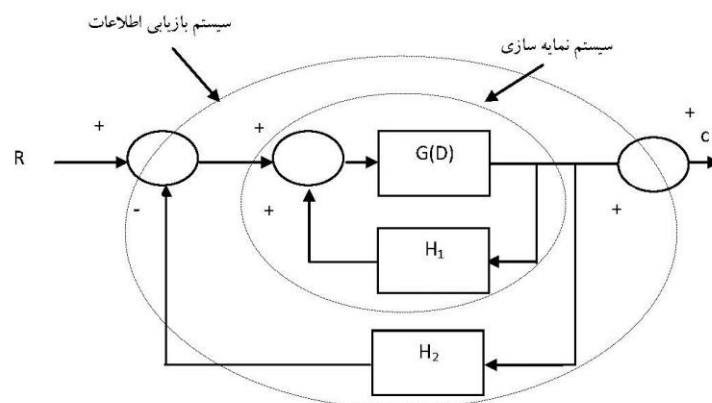 سیستم بازیابی اطلاعات
سیستم نمایه سازی
+
+
+
R
G(D)
c
-
+
+
H₁
H₂